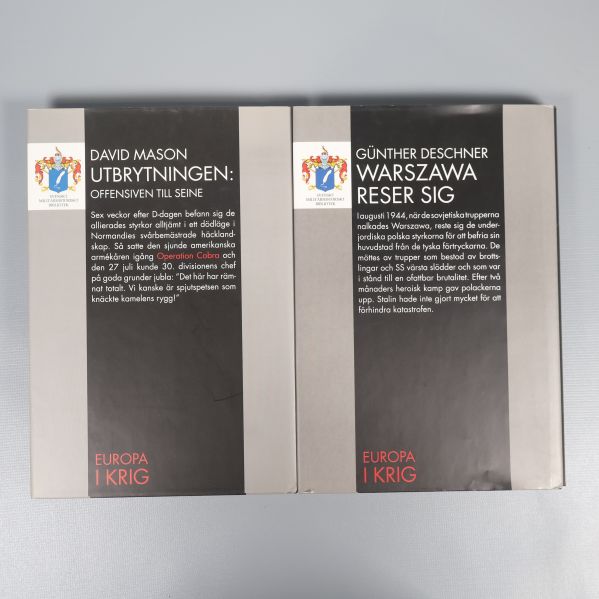 DAVID MASON
UTBRYTNINGEN:
OFFENSIVEN TILL SEINE
SVENSKT
MILITÄRHISTORISKT
BIBLIOTEK
Sex veckor efter D-dagen befann sig de
allierades styrkor alltjämt i ett dödläge i
Normandies svårbemästrade häckland-
skap. Så satte den sjunde amerikanska
armékåren igång Operation Cobra och
den 27 juli kunde 30. divisionens chef
på goda grunder jubla: ”Det här har räm-
nat totalt. Vi kanske är spjutspetsen som
knäckte kamelens rygg!”
EUROPA
I KRIG
GÜNTHER DESCHNER
WARSZAWA
RESER SIG
SVENSKT
MILITÄRHISTORISKT
BIBLIOTEK
I augusti 1944, när de sovjetiska trupperna
nalkades Warszawa, reste sig de under-
jordiska polska styrkorna för att befria sin
huvudstad från de tyska förtryckarna. De
möttes av trupper som bestod av brotts-
lingar och SS värsta slödder och som var
i stånd till en ofattbar brutalitet. Efter två
månaders heroisk kamp gav polackerna
upp. Stalin hade inte gjort mycket för att
förhindra katastrofen.
EUROPA
I KRIG